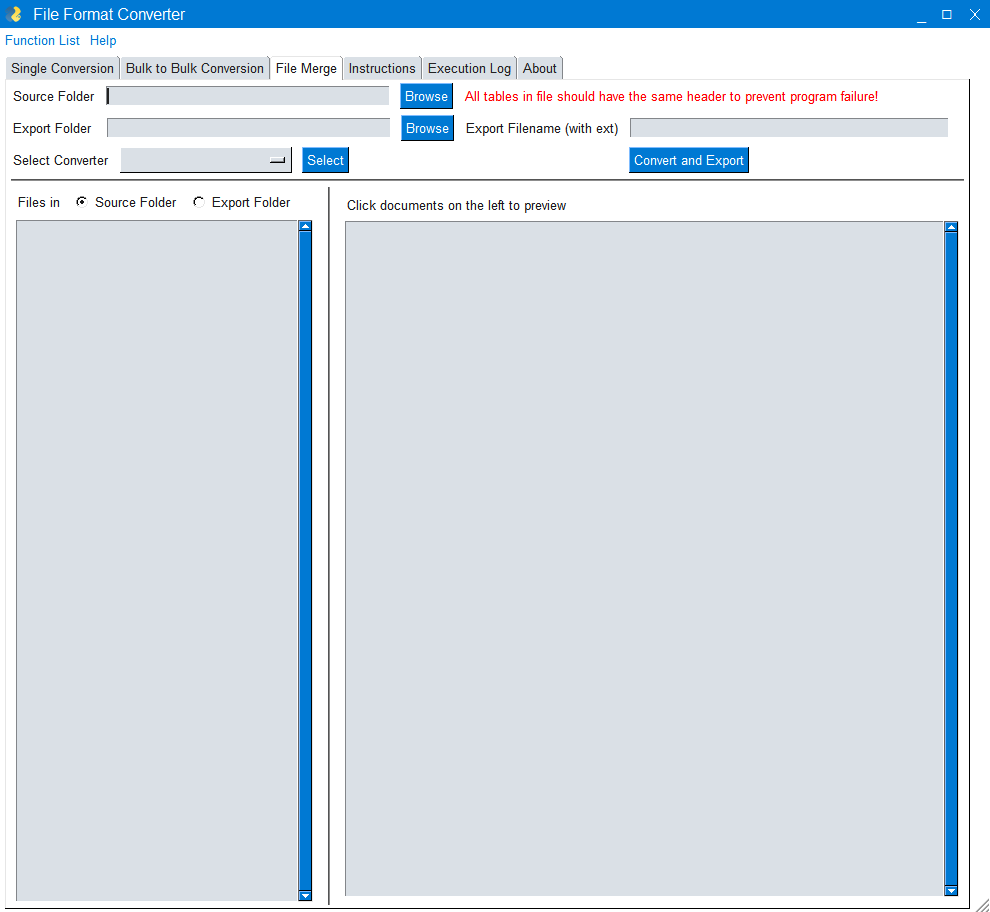 File Format Converter
Function List Help
Single Conversion Bulk to Bulk Conversion File Merge Instructions Execution Log About
Source Folder Browse All tables in file should have the same header to prevent program failure!
Export Folder Browse Export Filename (with ext)
Select Converter Select Convert and Export
Files in Source Folder Export Folder
Click documents on the left to preview